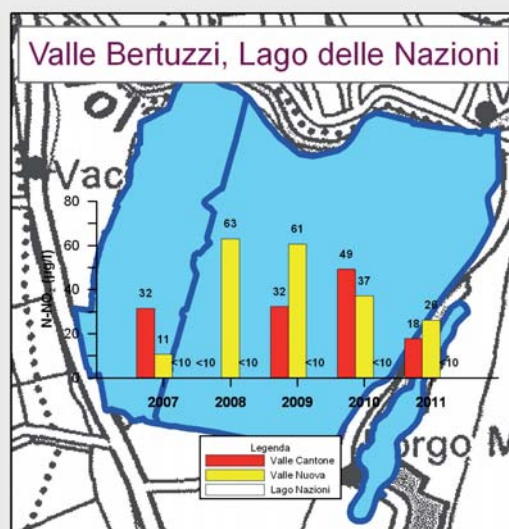 Valle Bertuzzi, Lago delle Nazioni
Vac
80
60
40
20
0
N-NO
(µg/l)
32
11
<10
<10
63
<10
32
61
<10
49
37
<10
18
26
<10
2007
2008
2009
2010
2011
orgo M
Legenda
Valle Cantone
Valle Nuova
Lago Nazioni